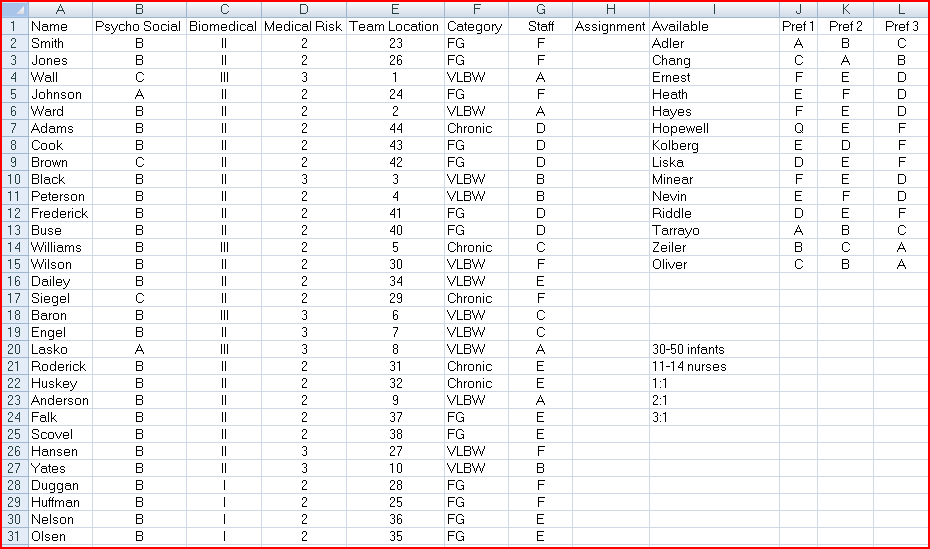 A B C D E F G H I J K L
1 Name Psycho Social Biomedical Medical Risk Team Location Category Staff Assignment Available Pref 1 Pref 2 Pref 3
2 Smith B II 2 23 FG F Adler A B C
3 Jones B II 2 26 FG F Chang C A B
4 Wall C III 3 1 VLBW A Ernest F E D
5 Johnson A II 2 24 FG F Heath E F D
6 Ward B II 2 2 VLBW A Hayes F E D
7 Adams B II 2 44 Chronic D Hopewell Q E F
8 Cook B II 2 43 FG D Kolberg E D F
9 Brown C II 2 42 FG D Liska D E F
10 Black B II 3 3 VLBW B Minear F E D
11 Peterson B II 2 4 VLBW B Nevin E F D
12 Frederick B II 2 41 FG D Riddle D E F
13 Buse B II 2 40 FG D Tarrayo A B C
14 Williams B III 2 5 Chronic C Zeiler B C A
15 Wilson B II 2 30 VLBW F Oliver C B A
16 Dailey B II 2 34 VLBW E
17 Siegel C II 2 29 Chronic F
18 Baron B III 3 6 VLBW C
19 Engel B II 3 7 VLBW C
20 Lasko A III 3 8 VLBW A 30-50 infants
21 Roderick B II 2 31 Chronic E 11-14 nurses
22 Huskey B II 2 32 Chronic E 1:1
23 Anderson B II 2 9 VLBW A 2:1
24 Falk B II 2 37 FG E 3:1
25 Scovel B II 2 38 FG E
26 Hansen B II 3 27 VLBW F
27 Yates B II 3 10 VLBW B
28 Duggan B I 2 28 FG F
29 Huffman B I 2 25 FG F
30 Nelson B I 2 36 FG E
31 Olsen B I 2 35 FG E